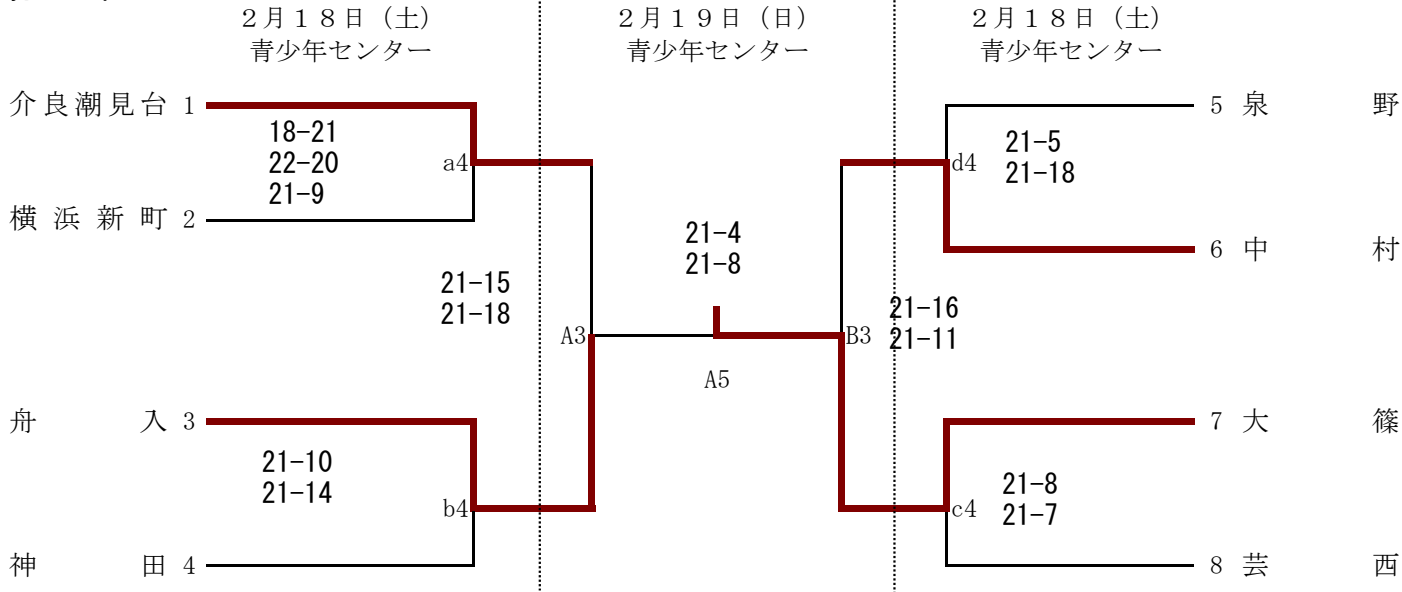 ２月１８日（土）
青少年センター
２月１９日（日）
青少年センター
２月１８日（土）
青少年センター
介良潮見台 1
18-21
22-20
21-9
a4
横浜新町 2
21-15
21-18
A3
舟入 3
21-10
21-14
b4
神田 4
21-4
21-8
A5
5 泉野
21-5
21-18
d4
6 中村
21-16
21-11
B3
7 大篠
21-8
21-7
c4
8 芸西